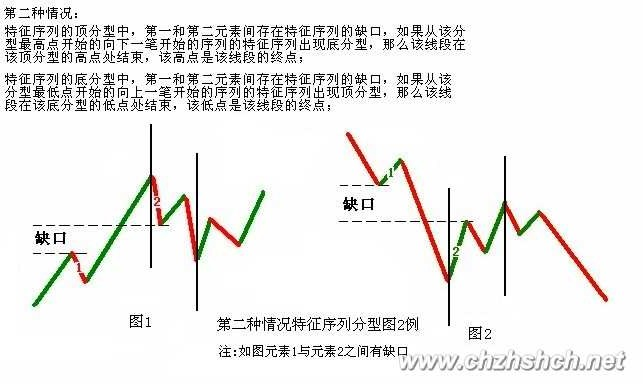 第二种情况：
特征序列的顶分型中，第一和第二元素间存在特征序列的缺口，如果从该分
型最高点开始的向下一笔开始的序列的特征序列出现底分型，那么该线段在
该顶分型的高点处结束，该高点是该线段的终点；
特征序列的底分型中，第一和第二元素间存在特征序列的缺口，如果从该
分型最低点开始的向上一笔开始的序列的特征序列出现顶分型，那么该线
段在该底分型的低点处结束，该低点是该线段的终点；
缺口
1
2
图1
缺口
1
2
图2
第二种情况特征序列分型图2例
注:如图元素1与元素2之间有缺口
www.chzhshch.net